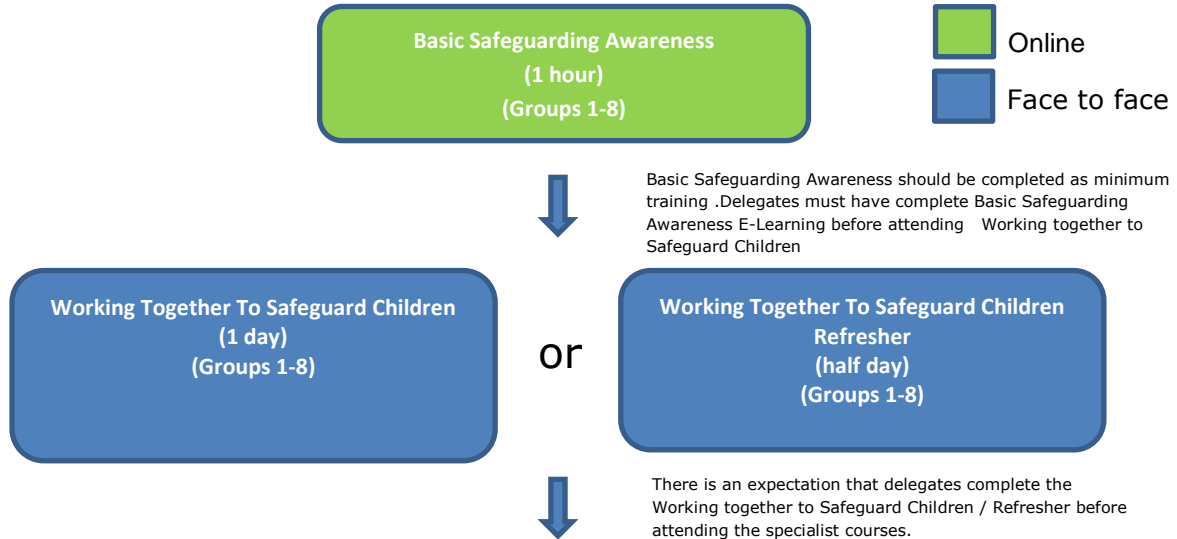 Basic Safeguarding Awareness
(1 hour)
(Groups 1-8)
Online
Face to face
Basic Safeguarding Awareness should be completed as minimum
training .Delegates must have complete Basic Safeguarding
Awareness E-Learning before attending Working together to
Safeguard Children
Working Together To Safeguard Children
(1 day)
(Groups 1-8)
or
Working Together To Safeguard Children
Refresher
(half day)
(Groups 1-8)
There is an expectation that delegates complete the
Working together to Safeguard Children / Refresher before
attending the specialist courses.